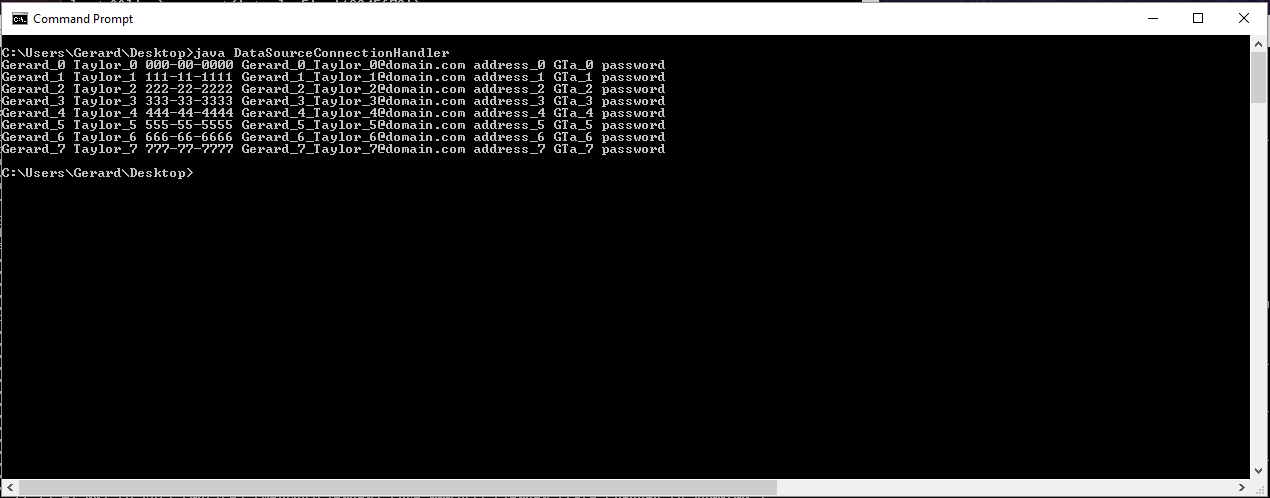 Command Prompt
C:\Users\Gerard\Desktop>java DataSourceConnectionHandler
Gerard_0 Taylor_0 000-00-0000 Gerard_0_Taylor_0@domain.com address_0 GTa_0 password
Gerard_1 Taylor_1 111-11-1111 Gerard_1_Taylor_1@domain.com address_1 GTa_1 password
Gerard_2 Taylor_2 222-22-2222 Gerard_2_Taylor_2@domain.com address_2 GTa_2 password
Gerard_3 Taylor_3 333-33-3333 Gerard_3_Taylor_3@domain.com address_3 GTa_3 password
Gerard_4 Taylor_4 444-44-4444 Gerard_4_Taylor_4@domain.com address_4 GTa_4 password
Gerard_5 Taylor_5 555-55-5555 Gerard_5_Taylor_5@domain.com address_5 GTa_5 password
Gerard_6 Taylor_6 666-66-6666 Gerard_6_Taylor_6@domain.com address_6 GTa_6 password
Gerard_7 Taylor_7 777-77-7777 Gerard_7_Taylor_7@domain.com address_7 GTa_7 password
C:\Users\Gerard\Desktop>